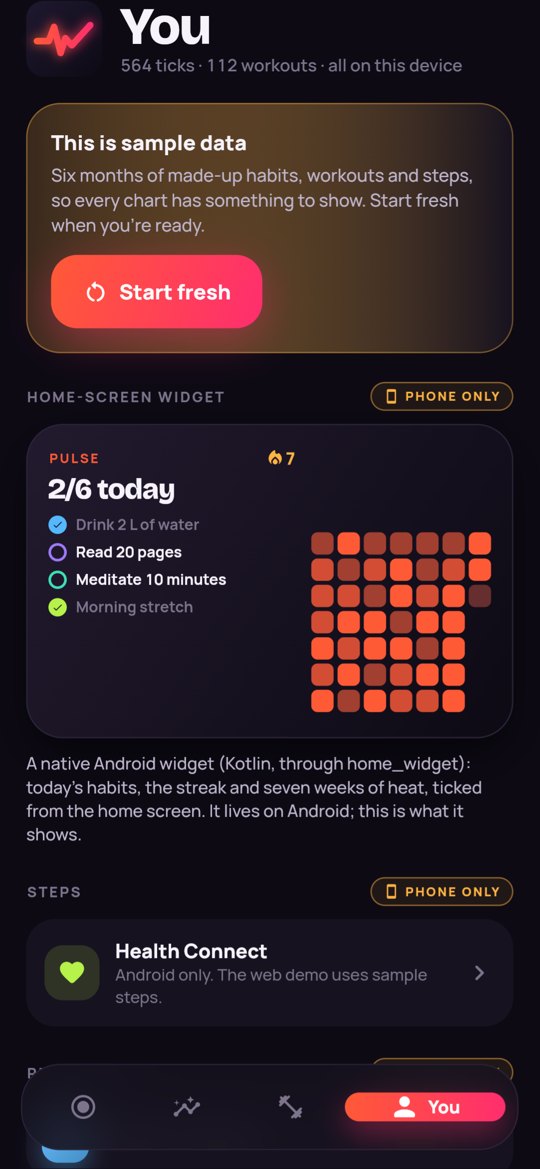 You
564 ticks · 112 workouts · all on this device
This is sample data
Six months of made-up habits, workouts and steps,
so every chart has something to show. Start fresh
when you're ready.
Start fresh
HOME-SCREEN WIDGET
PHONE ONLY
PULSE
7
2/6 today
Drink 2 L of water
Read 20 pages
Meditate 10 minutes
Morning stretch
A native Android widget (Kotlin, through home_widget):
today's habits, the streak and seven weeks of heat, ticked
from the home screen. It lives on Android; this is what it
shows.
STEPS
PHONE ONLY
Health Connect
Android only. The web demo uses sample
steps.
You